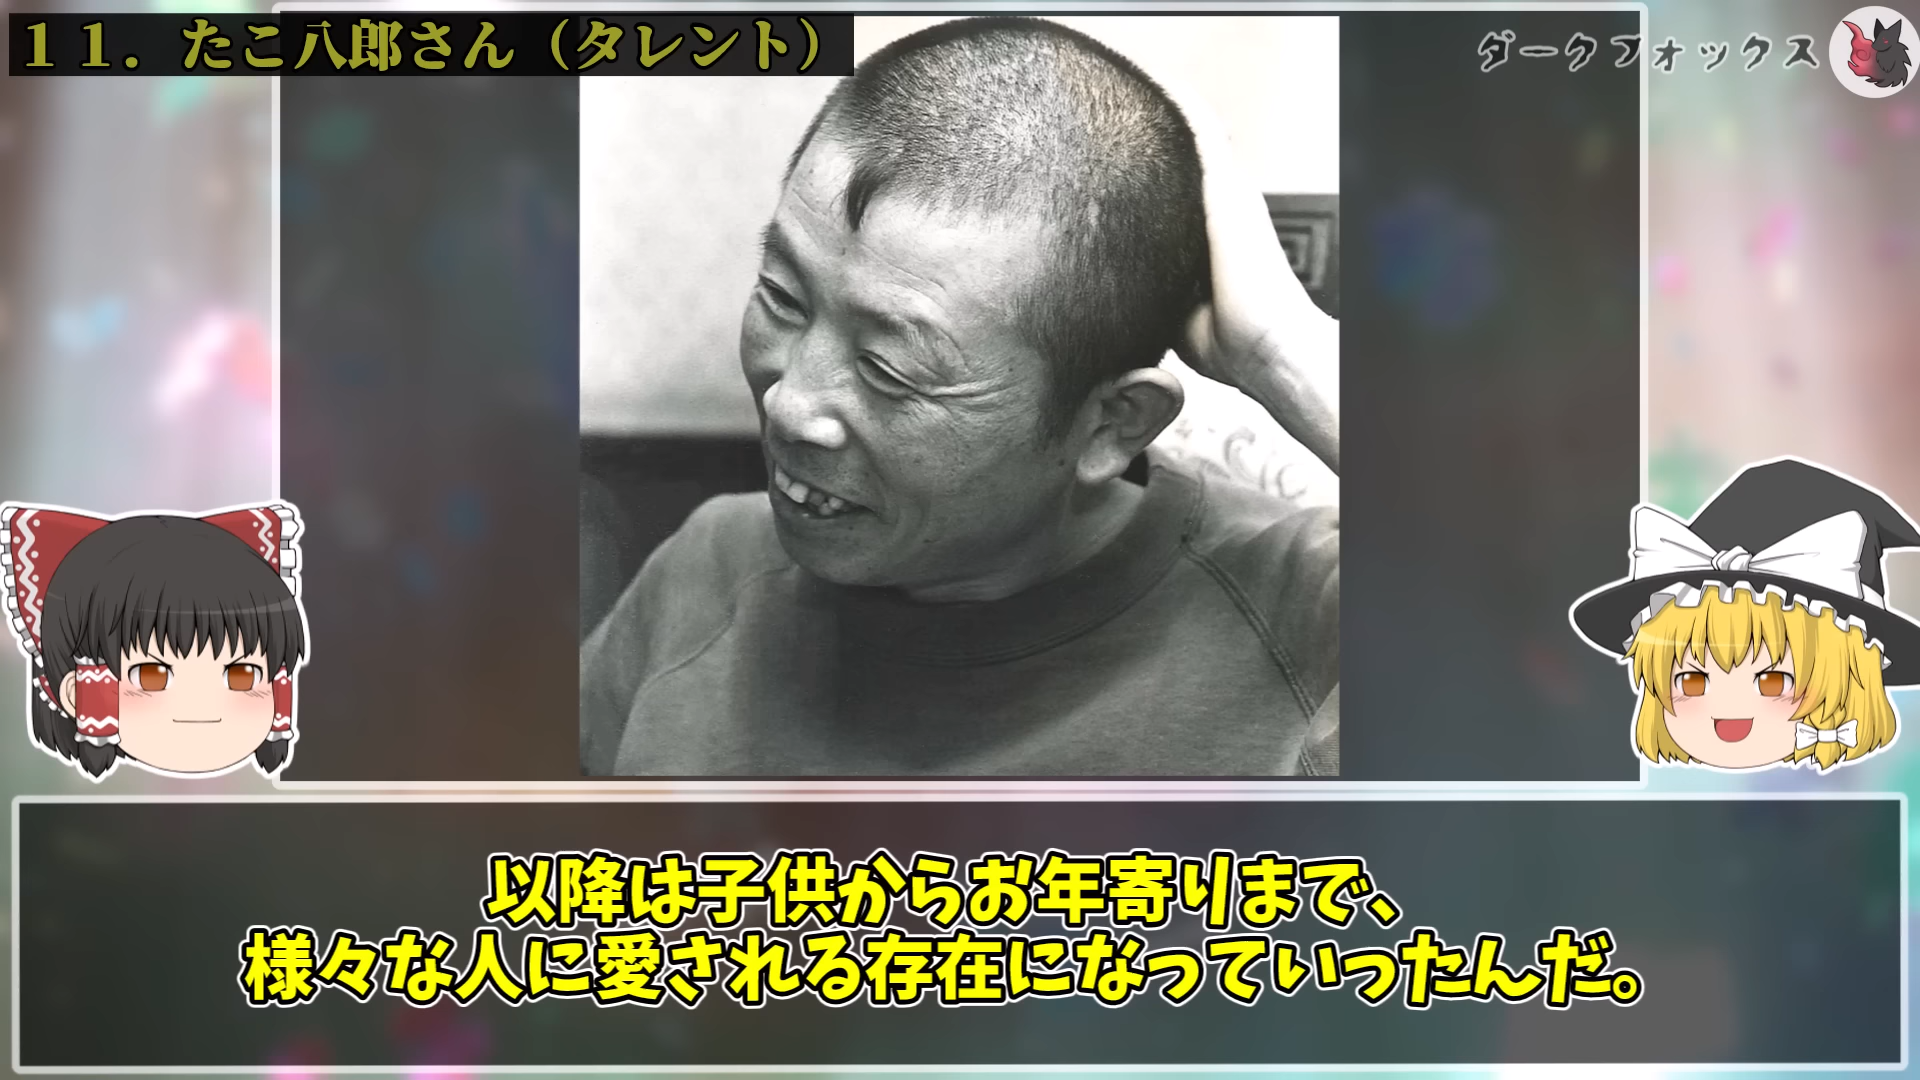 １１．たこ八郎さん（タレント）
ダークフォックス
以降は子供からお年寄りまで、
様々な人に愛される存在になっていったんだ。